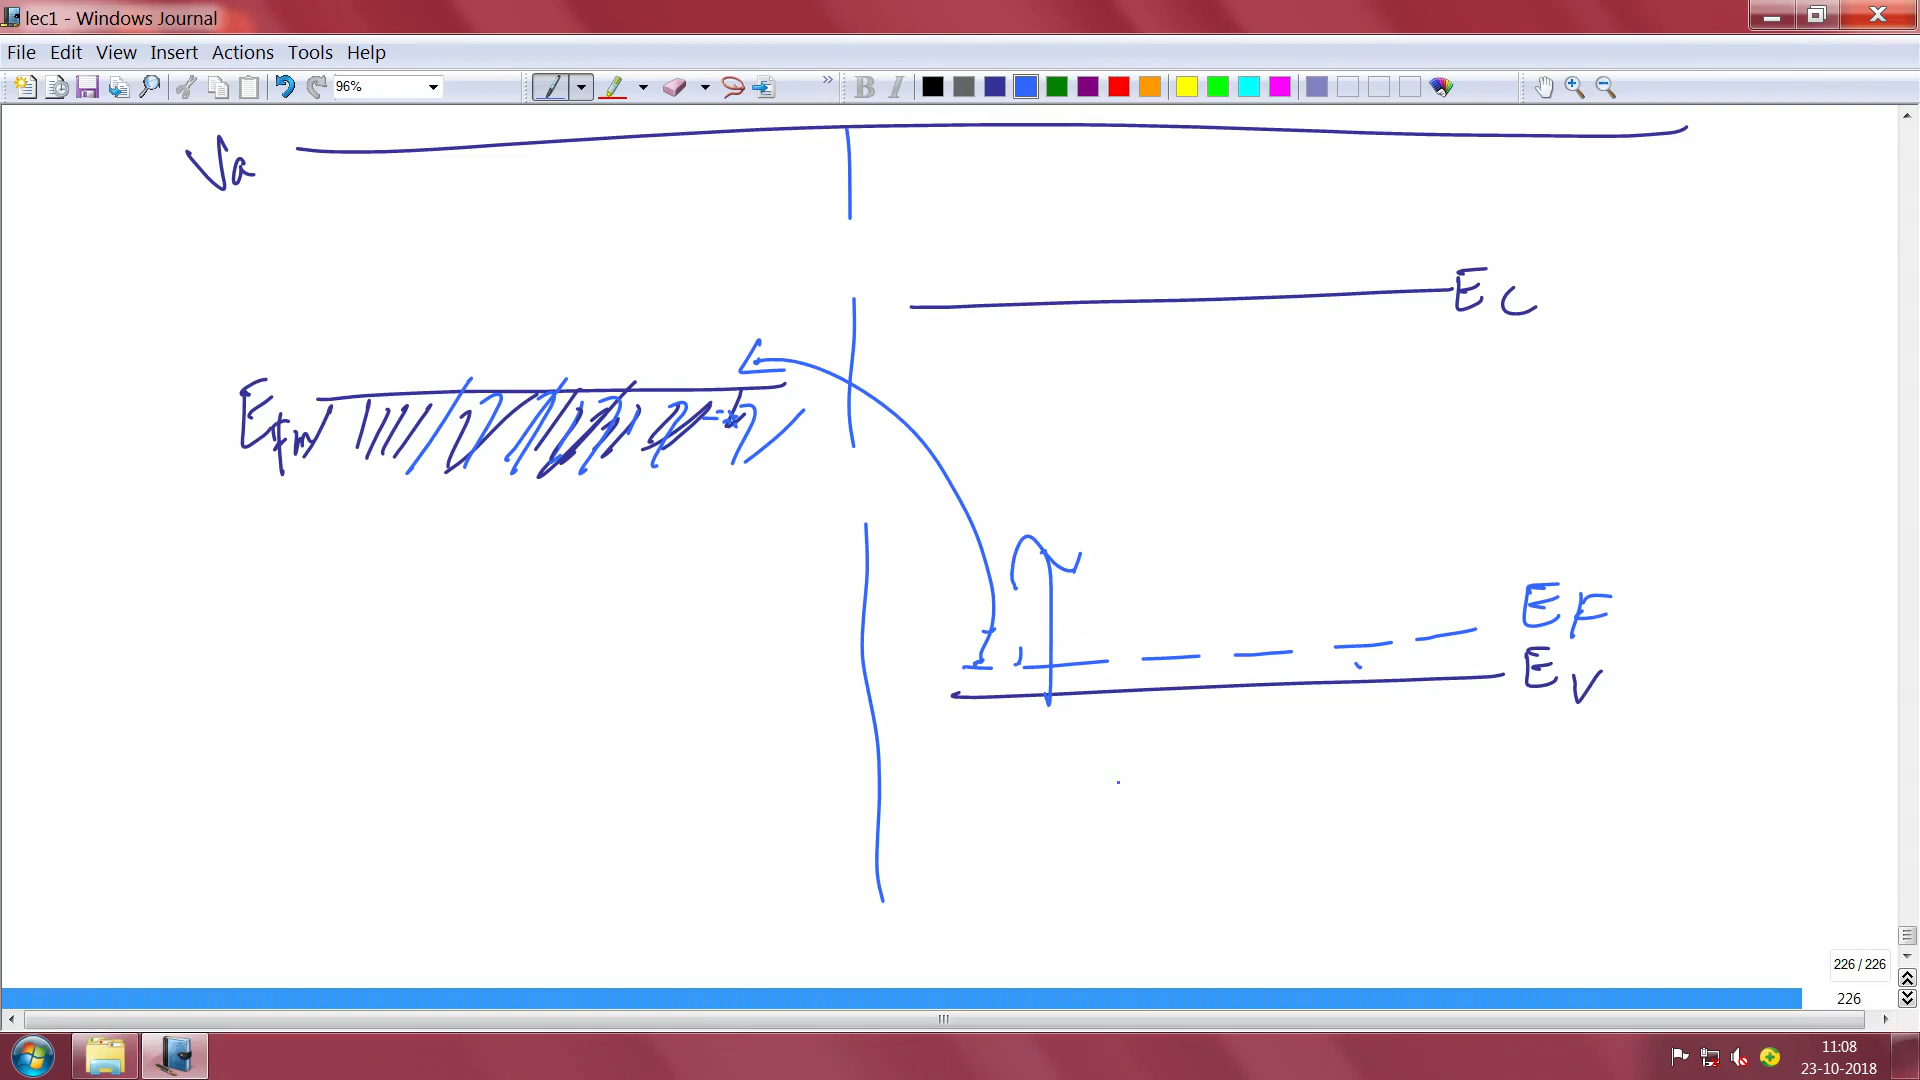 lec1 - Windows Journal
File Edit View Insert Actions Tools Help
96%
B I
Va
EC
Efm
EF
EV
226 / 226
226
11:08
23-10-2018